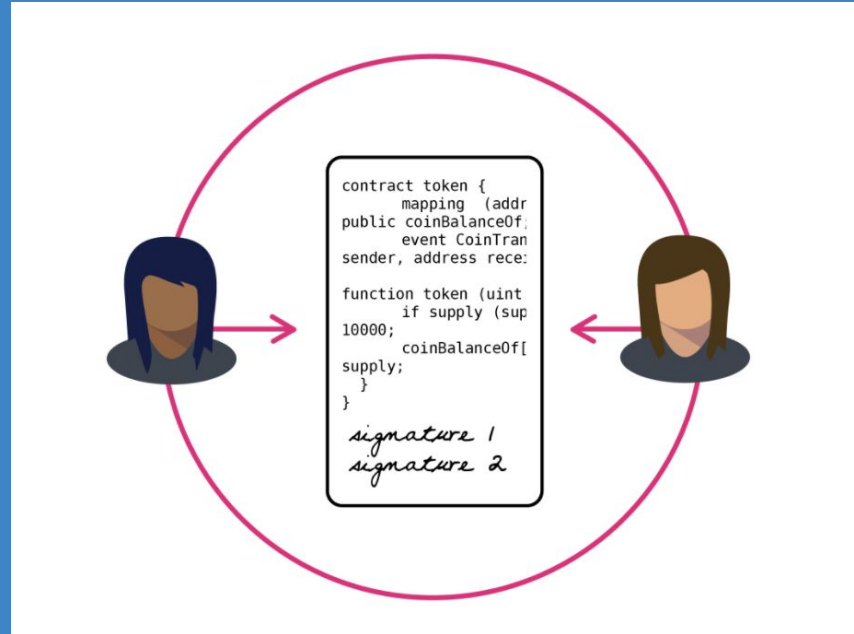 contract token {
mapping (addr
public coinBalanceOf;
event CoinTran
sender, address recei
function token (uint
if supply (sup
10000;
coinBalanceOf[
supply;
}
}
signature 1
signature 2